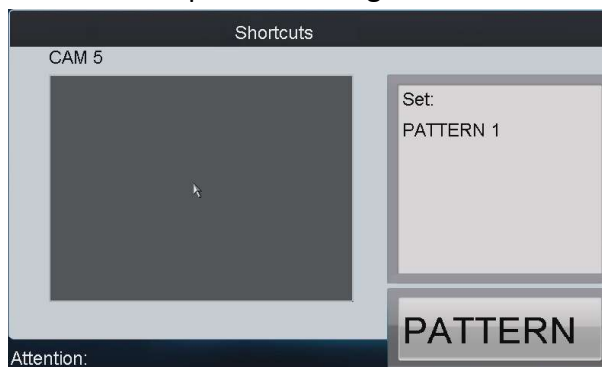 Shortcuts
CAM 5
Set:
PATTERN 1
PATTERN
Attention: